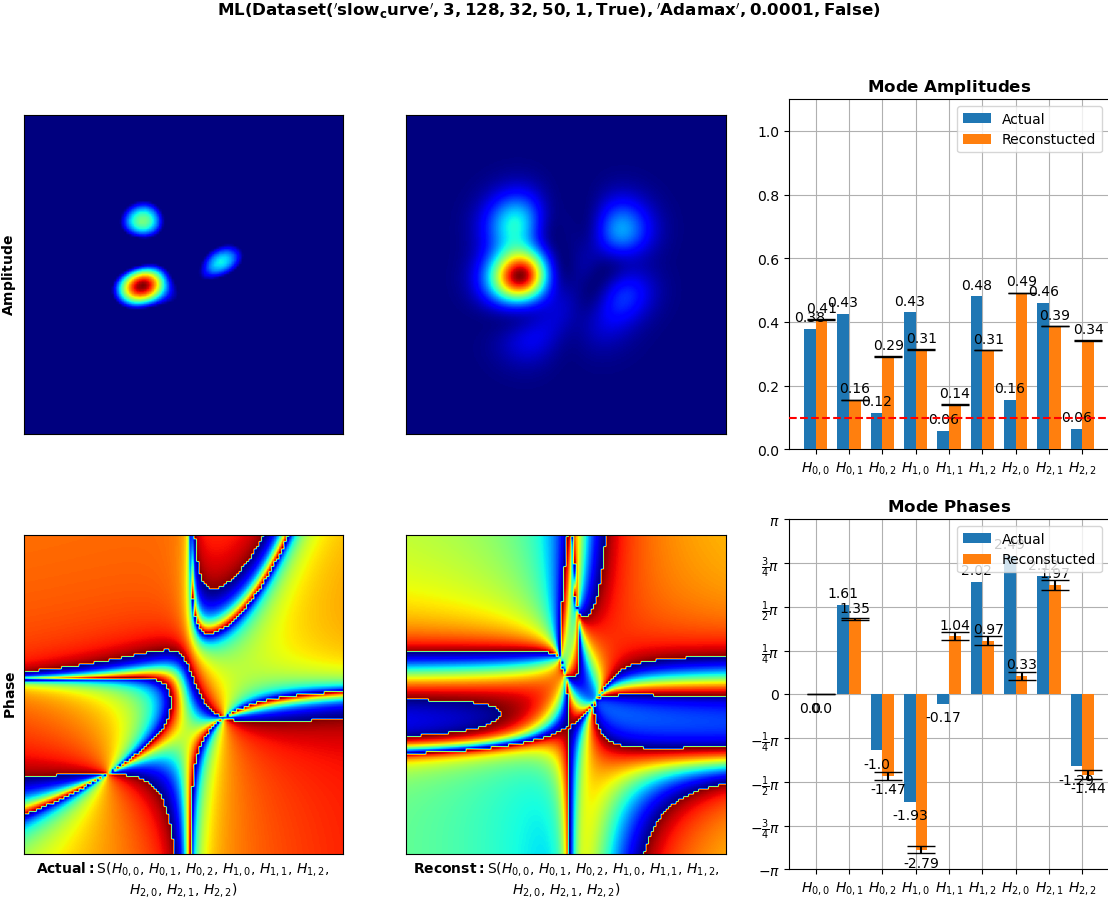 ML(Dataset('slow_curve', 3, 128, 32, 50, 1, True), 'Adamax', 0.0001, False)
Amplitude
Mode Amplitudes
Actual
Reconstucted
1.0
0.8
0.6
0.4
0.2
0.0
0.38 0.41 0.43 0.16 0.12 0.29 0.43 0.31 0.06 0.14 0.48 0.31 0.16 0.49 0.46 0.39 0.06 0.34
H0,0 H0,1 H0,2 H1,0 H1,1 H1,2 H2,0 H2,1 H2,2
Phase
Mode Phases
Actual
Reconstucted
π
3/4π
1/2π
1/4π
0
−1/4π
−1/2π
−3/4π
−π
0.0 0.0 1.61 1.35 -1.0 -1.47 -1.93 -2.79 -0.17 1.04 2.02 0.97 0.33 1.97 -1.29 -1.44
H0,0 H0,1 H0,2 H1,0 H1,1 H1,2 H2,0 H2,1 H2,2
Actual: S(H0,0, H0,1, H0,2, H1,0, H1,1, H1,2,
H2,0, H2,1, H2,2)
Reconst: S(H0,0, H0,1, H0,2, H1,0, H1,1, H1,2,
H2,0, H2,1, H2,2)